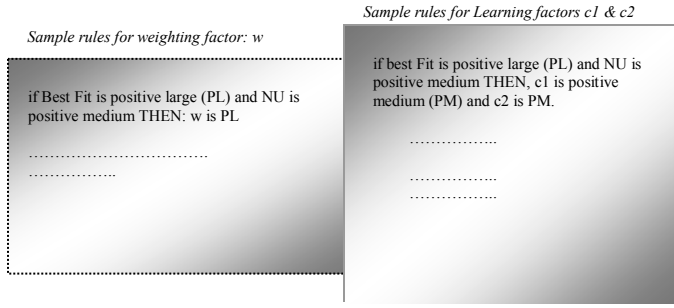 Sample rules for weighting factor: w
if Best Fit is positive large (PL) and NU is
positive medium THEN: w is PL
……………………………….
……………..
Sample rules for Learning factors c1 & c2
if best Fit is positive large (PL) and NU is
positive medium THEN, c1 is positive
medium (PM) and c2 is PM.
……………..
……………..
……………..